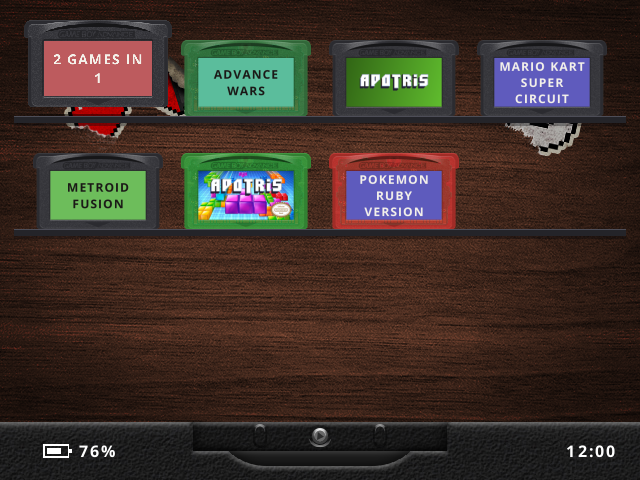 2 GAMES IN
1
ADVANCE
WARS
APOTRIS
MARIO KART
SUPER
CIRCUIT
METROID
FUSION
APOTRIS
POKEMON
RUBY
VERSION
76%
12:00